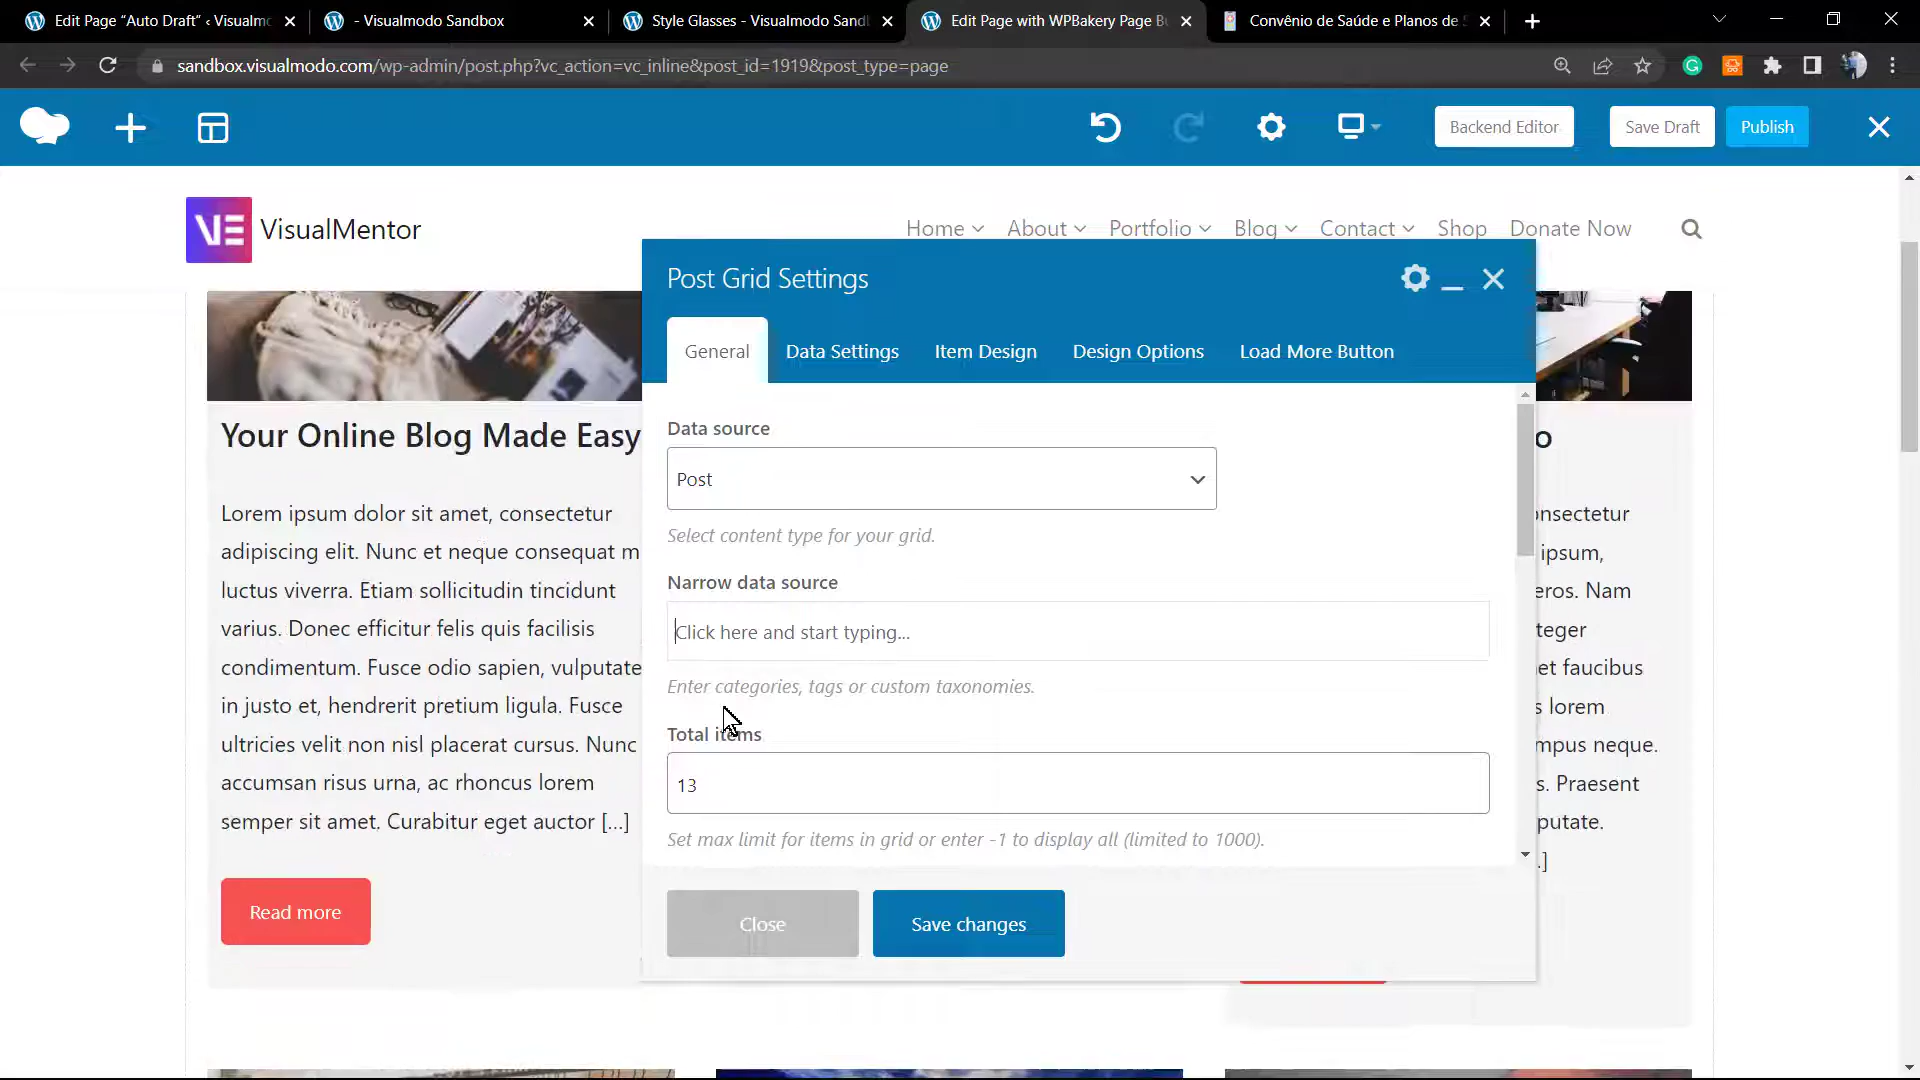 Edit Page “Auto Draft” ‹ Visualmo
- Visualmodo Sandbox
Style Glasses - Visualmodo Sand
Edit Page with WPBakery Page Bu
Convênio de Saúde e Planos de S
sandbox.visualmodo.com/wp-admin/post.php?vc_action=vc_inline&post_id=1919&post_type=page
Backend Editor
Save Draft
Publish
VE VisualMentor
Home About Portfolio Blog Contact Shop Donate Now
Post Grid Settings
General Data Settings Item Design Design Options Load More Button
Data source
Post
Select content type for your grid.
Narrow data source
Click here and start typing...
Enter categories, tags or custom taxonomies.
Total items
13
Set max limit for items in grid or enter -1 to display all (limited to 1000).
Close
Save changes
Your Online Blog Made Easy
Lorem ipsum dolor sit amet, consectetur
adipiscing elit. Nunc et neque consequat m
luctus viverra. Etiam sollicitudin tincidunt
varius. Donec efficitur felis quis facilisis
condimentum. Fusce odio sapien, vulputate
in justo et, hendrerit pretium ligula. Fusce
ultricies velit non nisl placerat cursus. Nunc
accumsan risus urna, ac rhoncus lorem
semper sit amet. Curabitur eget auctor [...]
Read more
o
onsectetur
ipsum,
eros. Nam
teger
et faucibus
s lorem
mpus neque.
s. Praesent
putate.
..]